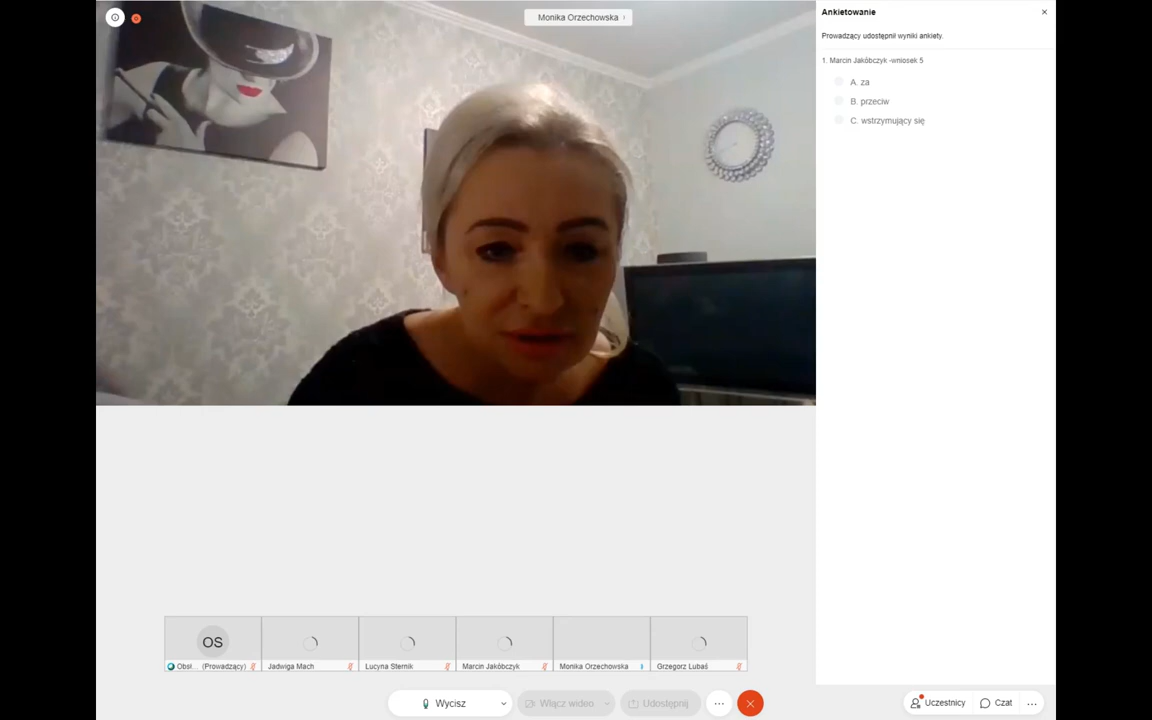 Monika Orzechowska
Ankietowanie
Prowadzący udostępnił wyniki ankiety.
1. Marcin Jakóbczyk -wniosek 5
A. za
B. przeciw
C. wstrzymujący się
OS
Obsł... (Prowadzący)
Jadwiga Mach
Lucyna Sternik
Marcin Jakóbczyk
Monika Orzechowska
Grzegorz Lubaś
Wycisz
Włącz wideo
Udostępnij
Uczestnicy
Czat